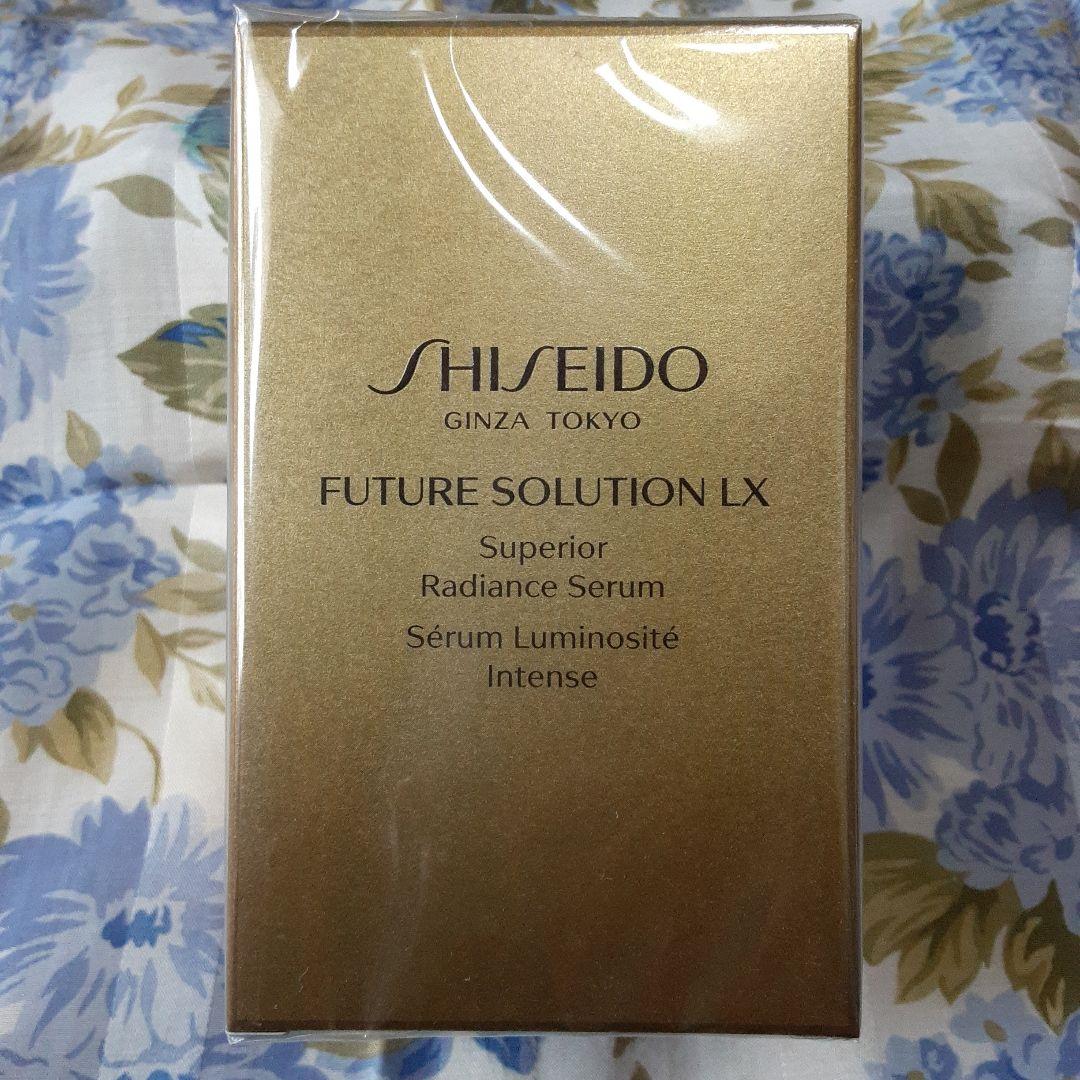 SHISEIDO
GINZA TOKYO
FUTURE SOLUTION LX
Superior
Radiance Serum
Sérum Luminosité
Intense